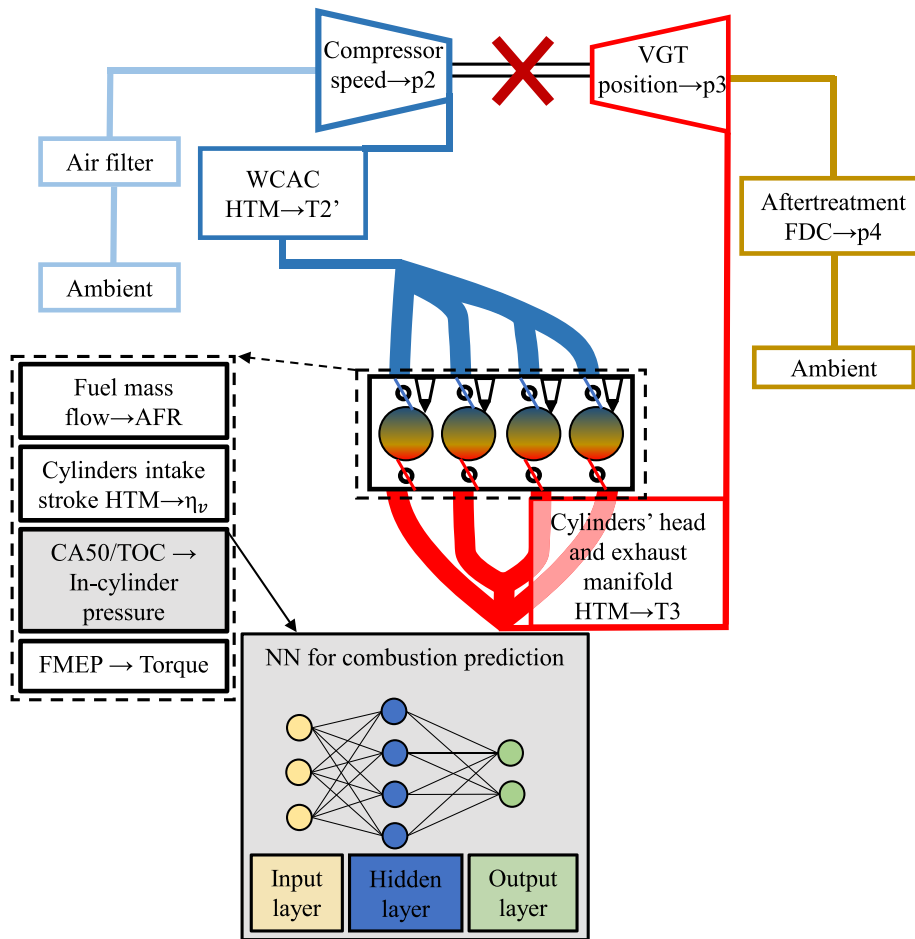 Compressor
speed→p2
VGT
position→p3
Air filter
WCAC
HTM→T2’
Aftertreatment
FDC→p4
Ambient
Ambient
Fuel mass
flow→AFR
Cylinders intake
stroke HTM→ηᵥ
CA50/TOC →
In-cylinder
pressure
FMEP → Torque
Cylinders’ head
and exhaust
manifold
HTM→T3
NN for combustion prediction
Input
layer
Hidden
layer
Output
layer